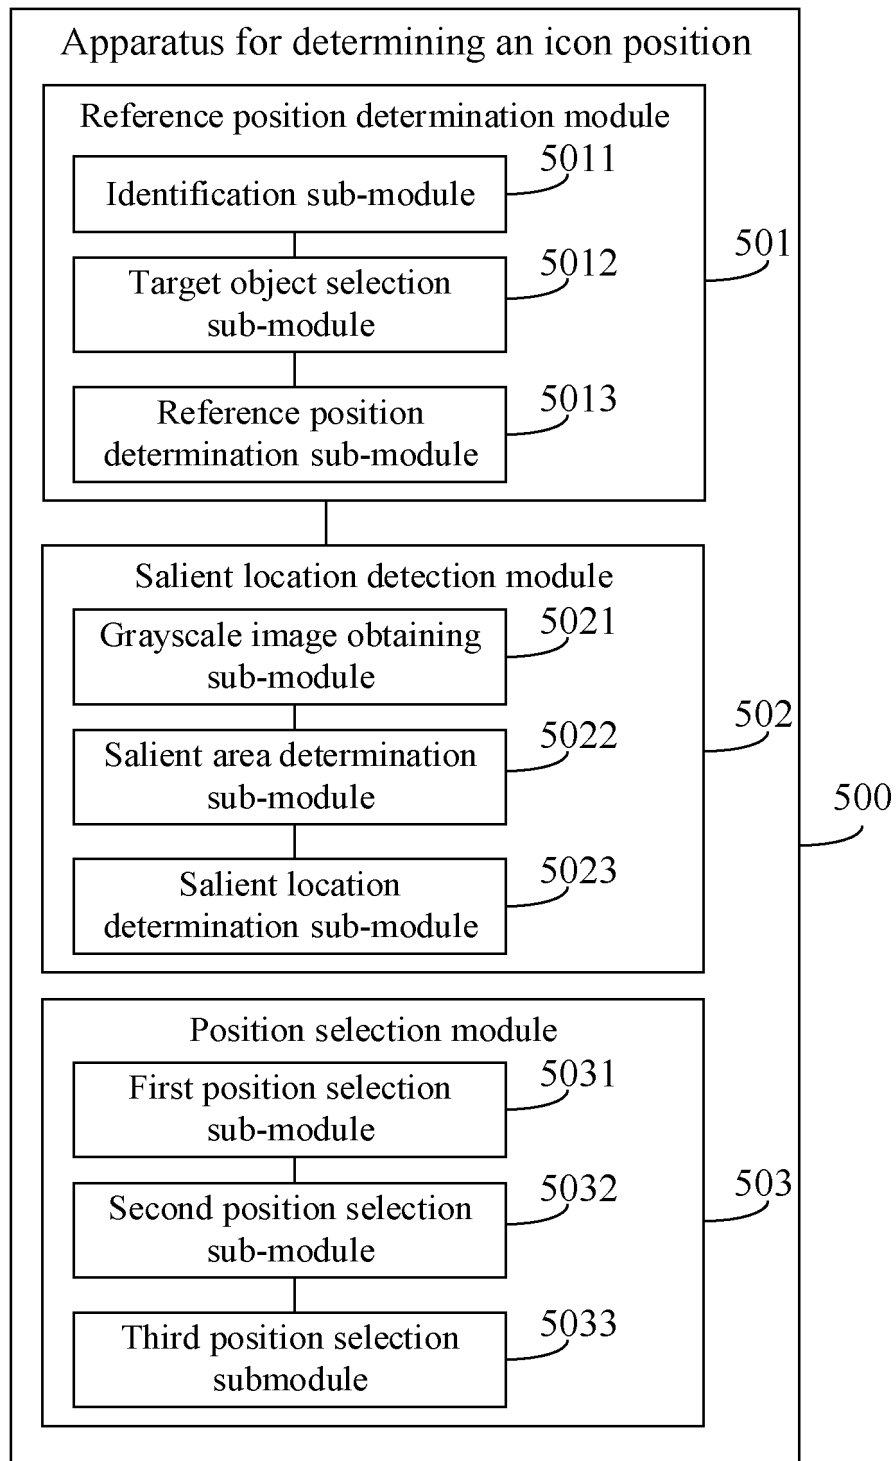 Apparatus for determining an icon position
Reference position determination module
Identification sub-module
5011
Target object selection
sub-module
5012
501
Reference position
determination sub-module
5013
Salient location detection module
Grayscale image obtaining
sub-module
5021
Salient area determination
sub-module
5022
502
500
Salient location
determination sub-module
5023
Position selection module
First position selection
sub-module
5031
Second position selection
sub-module
5032
503
Third position selection
submodule
5033